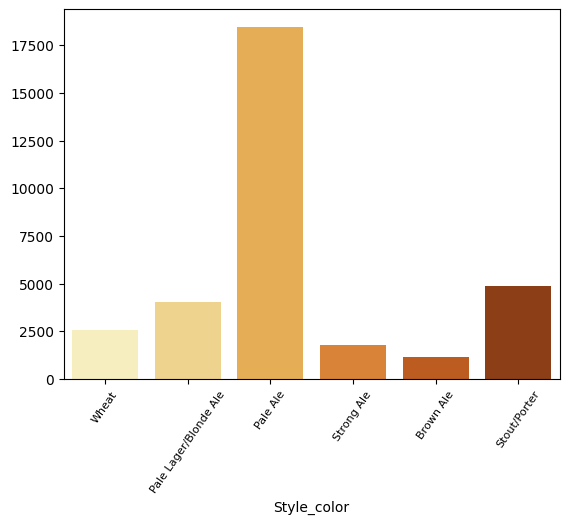 17500
15000
12500
10000
7500
5000
2500
0
Wheat
Pale Lager/Blonde Ale
Pale Ale
Strong Ale
Brown Ale
Stout/Porter
Style_color